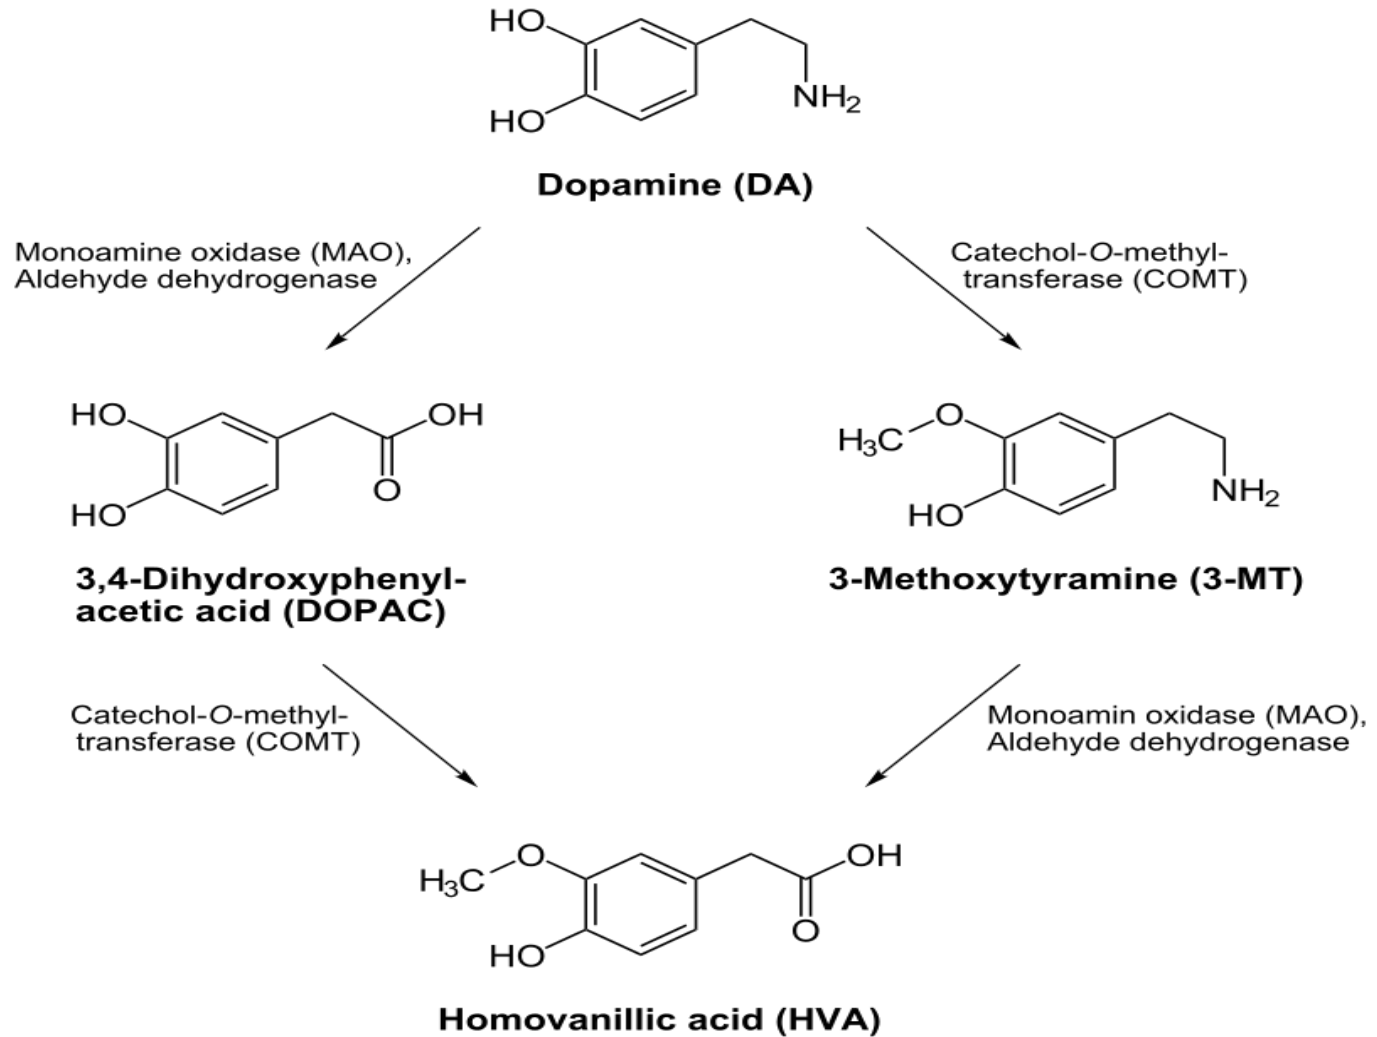 HO
HO
NH2
Dopamine (DA)
Monoamine oxidase (MAO),
Aldehyde dehydrogenase
Catechol-O-methyl-
transferase (COMT)
HO
HO
OH
O
3,4-Dihydroxyphenyl-
acetic acid (DOPAC)
O
H3C
HO
NH2
3-Methoxytyramine (3-MT)
Catechol-O-methyl-
transferase (COMT)
Monoamin oxidase (MAO),
Aldehyde dehydrogenase
O
H3C
HO
OH
O
Homovanillic acid (HVA)